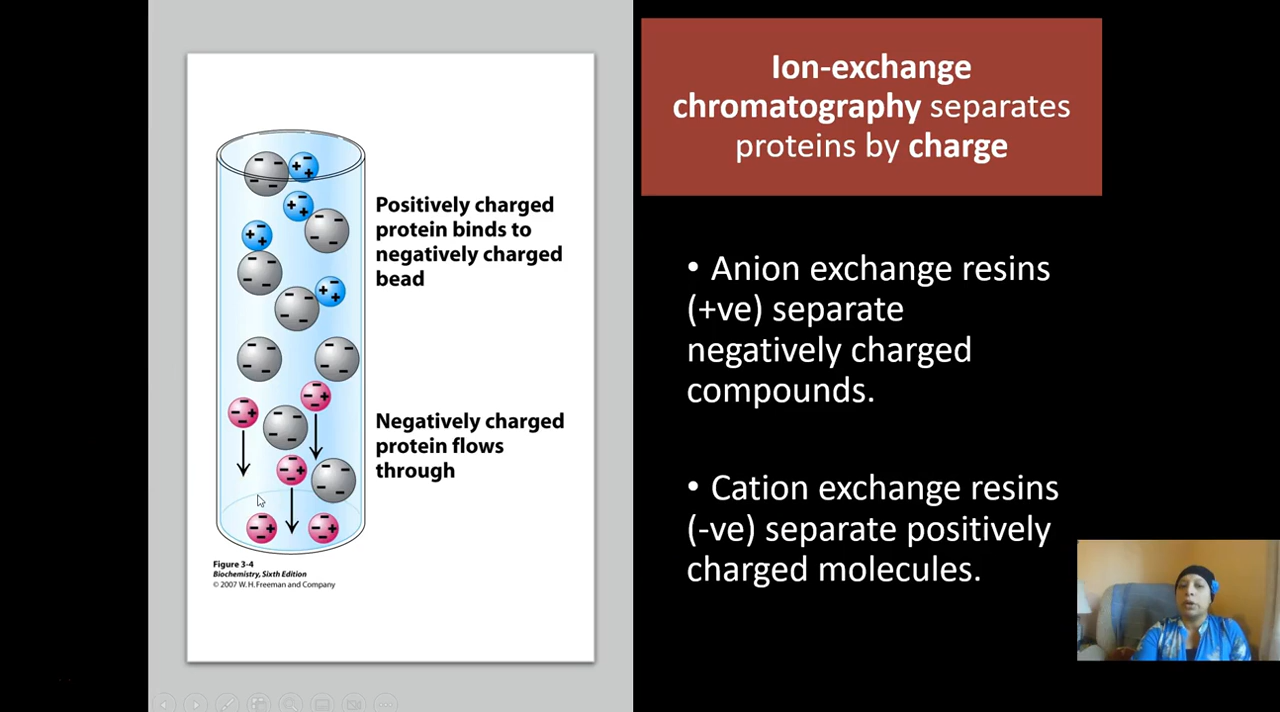 Positively charged
protein binds to
negatively charged
bead
Negatively charged
protein flows
through
Figure 3-4
Biochemistry, Sixth Edition
© 2007 W. H. Freeman and Company
Ion-exchange
chromatography separates
proteins by charge
• Anion exchange resins
(+ve) separate
negatively charged
compounds.
• Cation exchange resins
(-ve) separate positively
charged molecules.